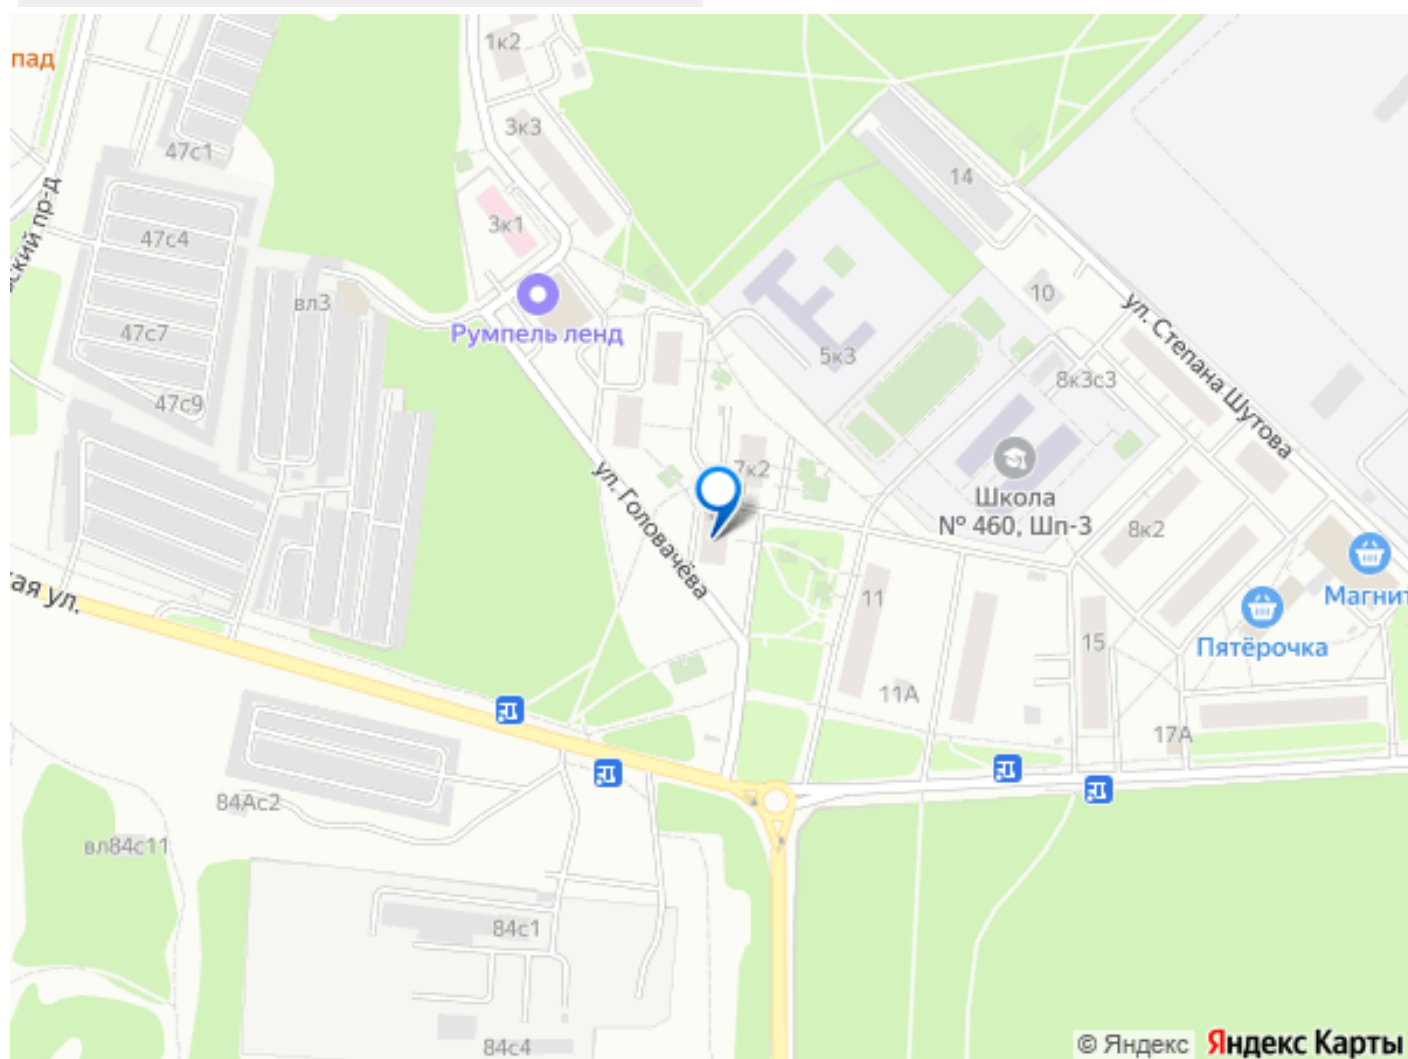 1к2
пад
3к3
47с1
14
3к1
ский пр-д
47с4
10
вл3
ул. Степана Шутова
47с7
Румпель ленд
5к3
8к3с3
47с9
7к2
Школа
№ 460, Шп-3
ул. Головачёва
8к2
кая ул.
11
Магнит
Пятёрочка
15
11А
17А
84Ас2
вл84с11
84с1
84с4
© Яндекс Яндекс Карты